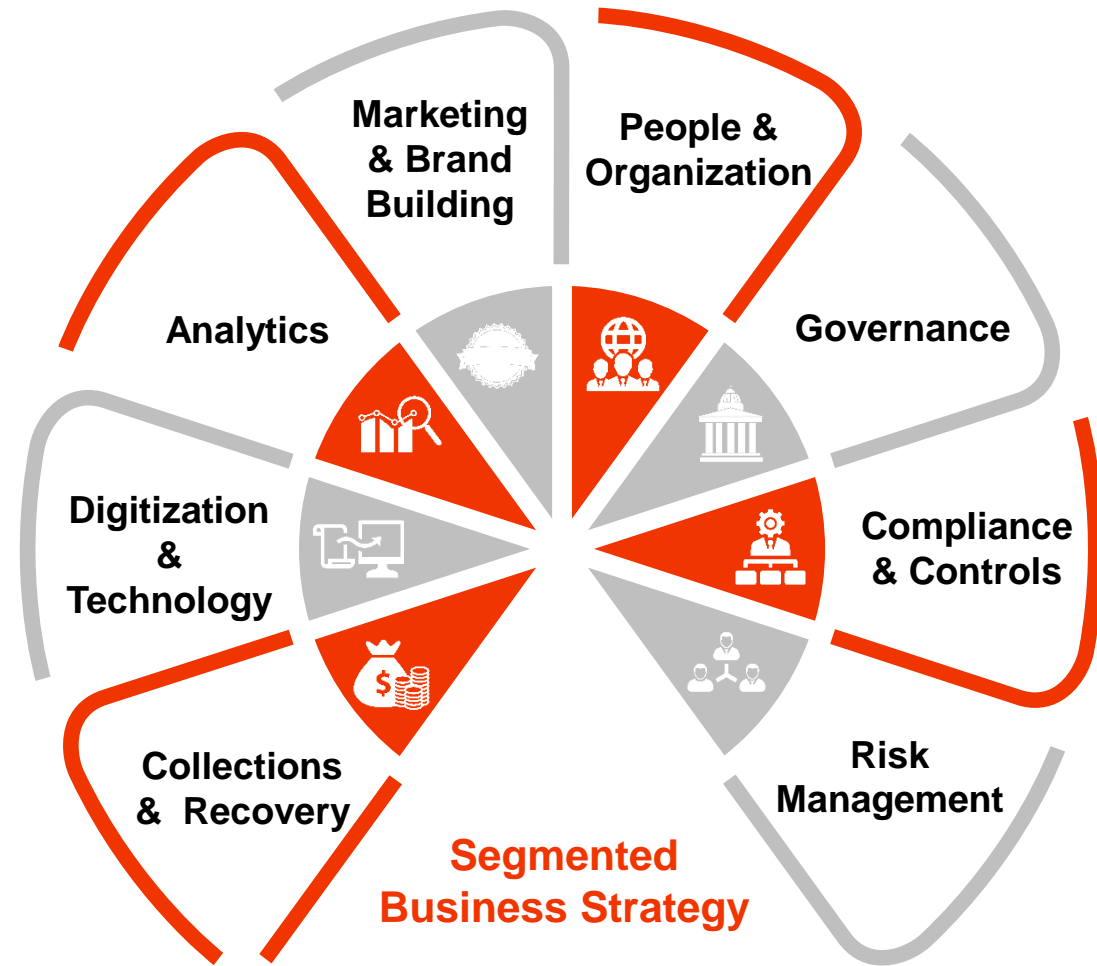 Marketing
& Brand
Building
People &
Organization
Analytics
Governance
Digitization
&
Technology
Compliance
& Controls
$
Collections
& Recovery
Risk
Management
Segmented
Business Strategy